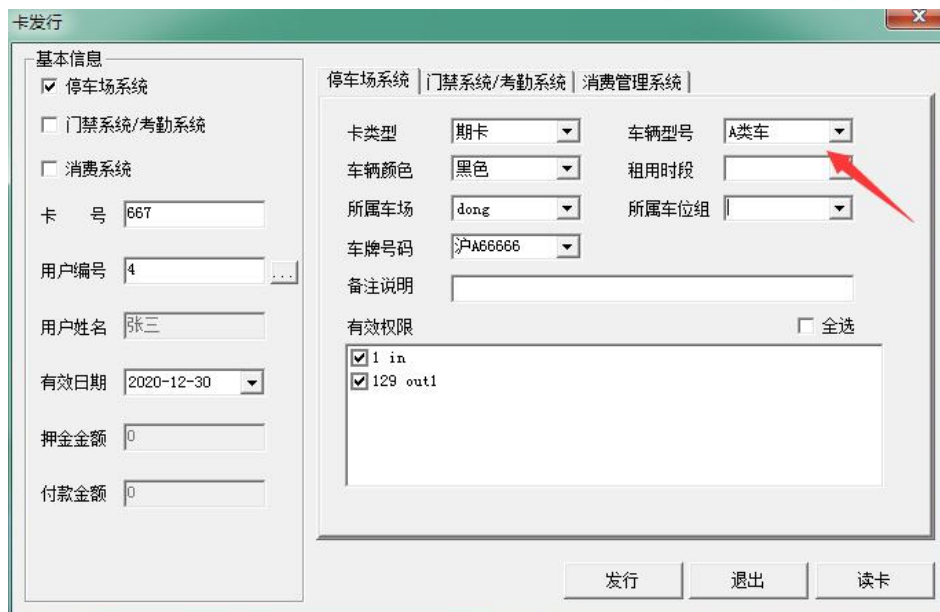 卡发行
基本信息
停车场系统
门禁系统/考勤系统
消费系统
卡 号 667
用户编号 4 ...
用户姓名 张三
有效日期 2020-12-30
押金金额 0
付款金额 0
停车场系统 门禁系统/考勤系统 消费管理系统
卡类型 期卡 车辆型号 A类车
车辆颜色 黑色 租用时段
所属车场 dong 所属车位组
车牌号码 沪A66666
备注说明
有效权限 全选
1 in
129 out1
发行 退出 读卡